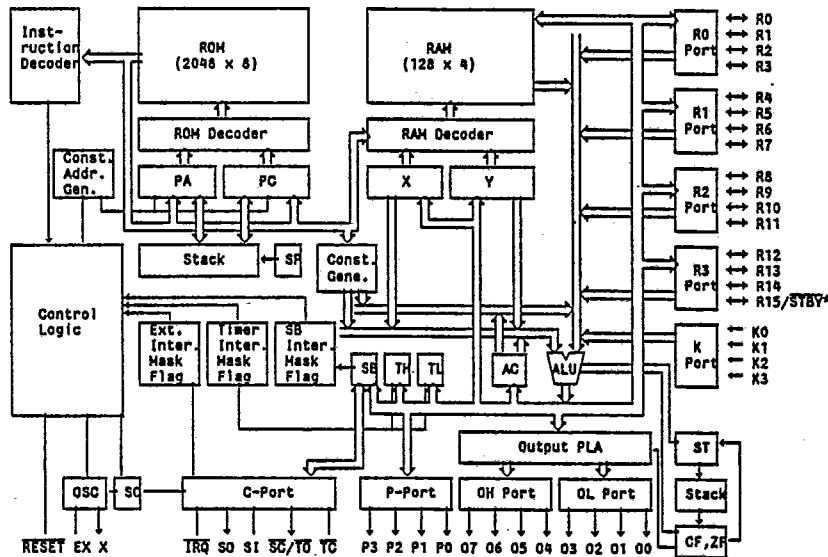 Inst-
ruction
Decoder
ROM
(2048 x 8)
RAM
(128 x 4)
R0
Port
R0
R1
R2
R3
ROM Decoder
RAM Decoder
R1
Port
R4
R5
R6
R7
Const.
Addr.
Gen.
PA
PC
X
Y
R2
Port
R8
R9
R10
R11
Stack
SP
Const.
Gene.
R3
Port
R12
R13
R14
R15/STBY*
Control
Logic
Ext.
Inter.
Mask
Flag
Timer
Inter.
Mask
Flag
SB
Inter.
Mask
Flag
SB
TH
TL
AC
ALU
K
Port
K0
K1
K2
K3
Output PLA
ST
Stack
CF,ZF
OSC
SC
C-Port
P-Port
OH Port
OL Port
RESET EX X
IRQ SO SI SC/TO TC
P3 P2 P1 P0
O7 O6 O5 O4 O3 O2 O1 O0